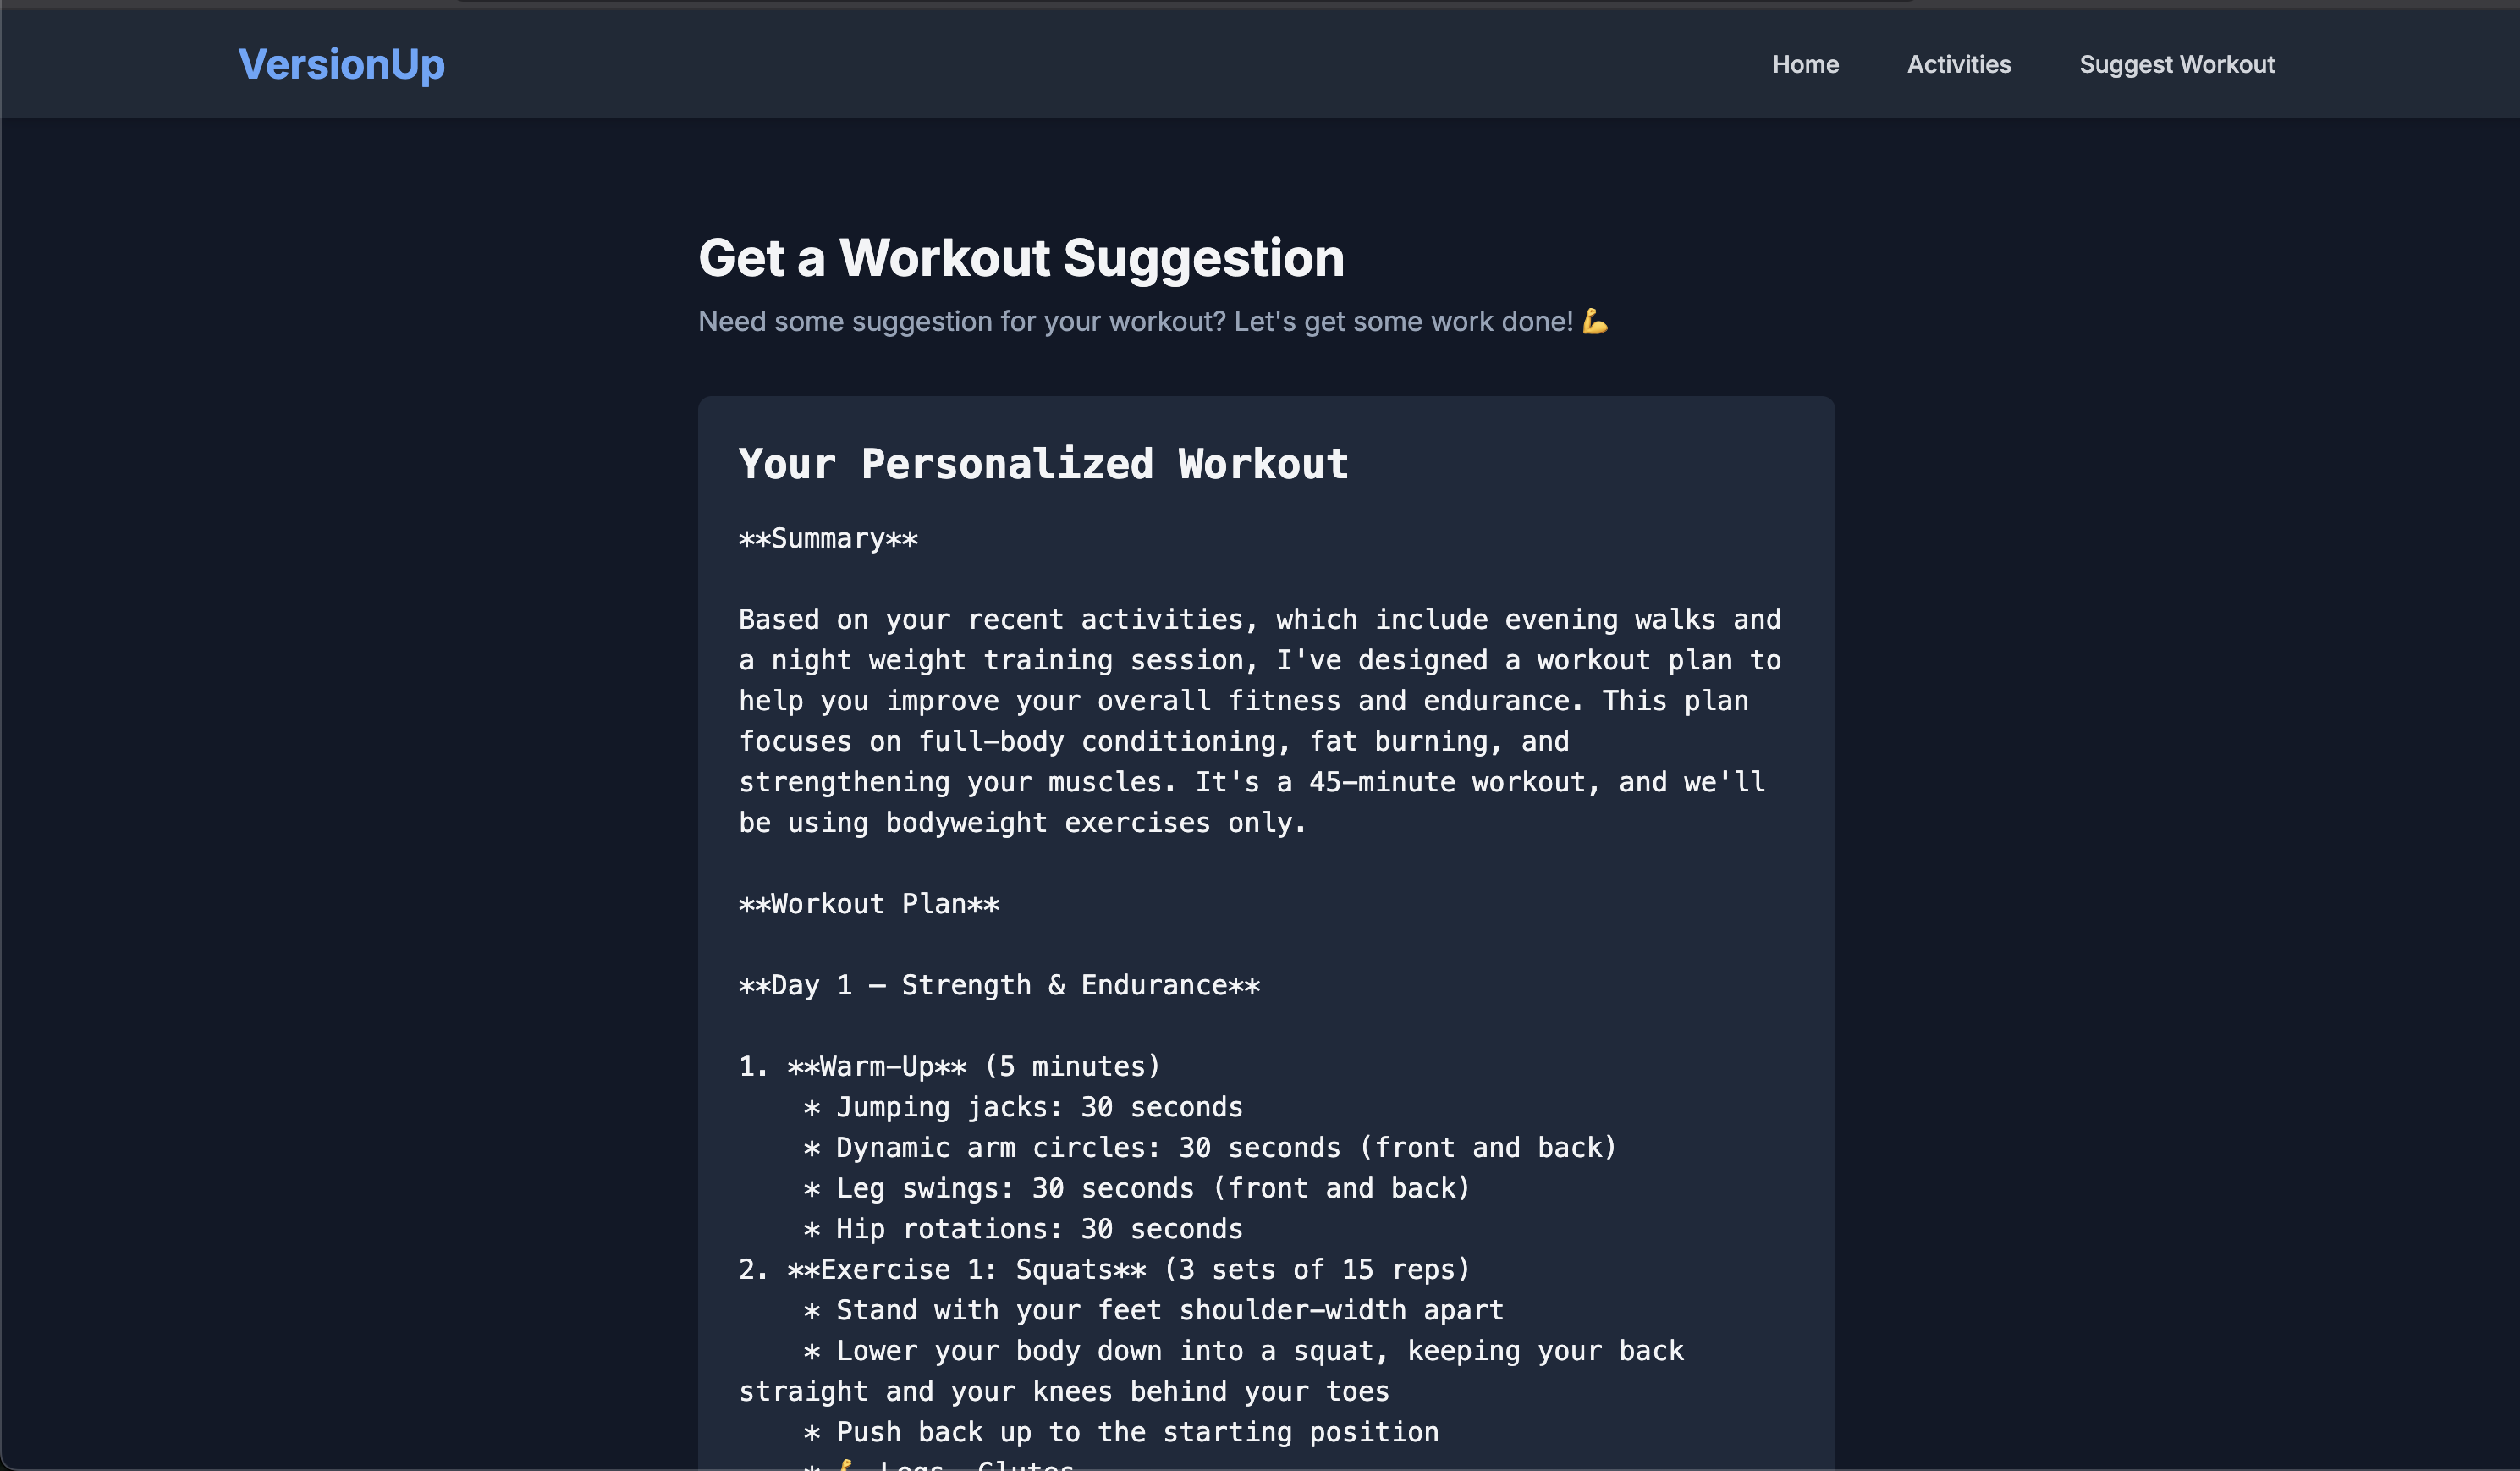 VersionUp
Home Activities Suggest Workout
Get a Workout Suggestion
Need some suggestion for your workout? Let's get some work done! 💪
Your Personalized Workout
**Summary**
Based on your recent activities, which include evening walks and
a night weight training session, I've designed a workout plan to
help you improve your overall fitness and endurance. This plan
focuses on full-body conditioning, fat burning, and
strengthening your muscles. It's a 45-minute workout, and we'll
be using bodyweight exercises only.
**Workout Plan**
**Day 1 – Strength & Endurance**
1. **Warm-Up** (5 minutes)
* Jumping jacks: 30 seconds
* Dynamic arm circles: 30 seconds (front and back)
* Leg swings: 30 seconds (front and back)
* Hip rotations: 30 seconds
2. **Exercise 1: Squats** (3 sets of 15 reps)
* Stand with your feet shoulder-width apart
* Lower your body down into a squat, keeping your back
straight and your knees behind your toes
* Push back up to the starting position
* 💪 Legs, Glutes